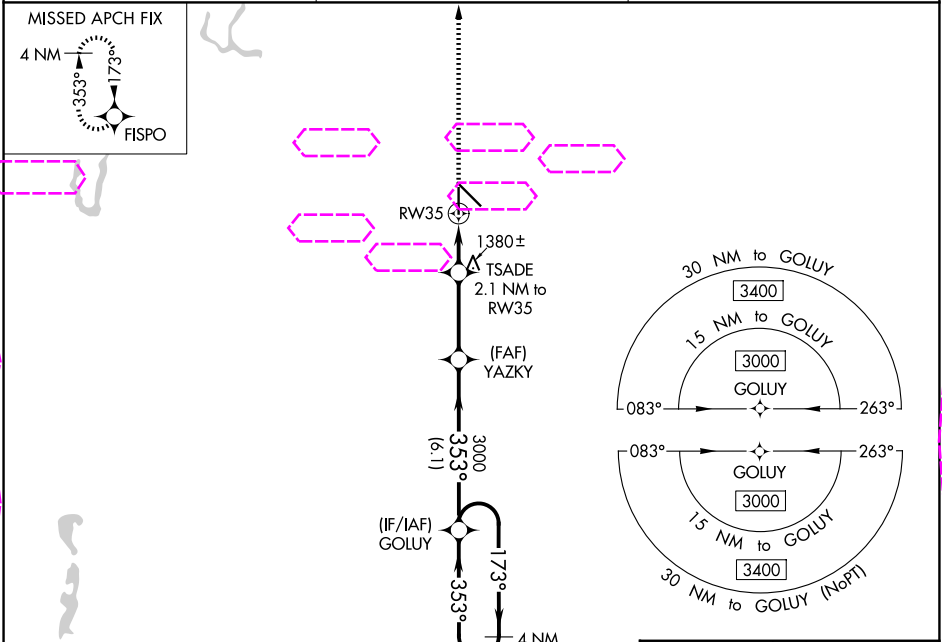 MISSED APCH FIX
4 NM
353°
173°
FISPO
RW35
1380±
TSADE
2.1 NM to
RW35
(FAF)
YAZKY
3000
353°
(6.1)
(IF/IAF)
GOLUY
173°
353°
4 NM
30 NM to GOLUY
3400
15 NM to GOLUY
3000
GOLUY
083°
263°
083°
263°
GOLUY
3000
15 NM to GOLUY
3400
30 NM to GOLUY (NoPT)